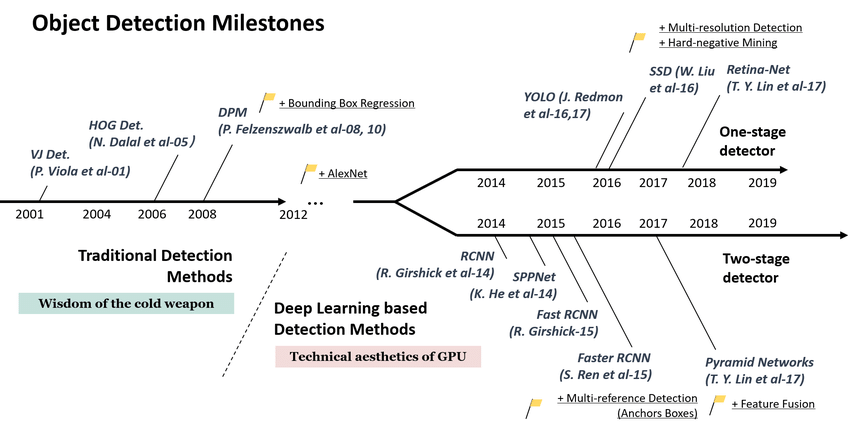 Object Detection Milestones
+ Multi-resolution Detection
+ Hard-negative Mining
SSD (W. Liu
et al-16)
Retina-Net
(T. Y. Lin et al-17)
YOLO (J. Redmon
et al-16,17)
+ Bounding Box Regression
DPM
(P. Felzenszwalb et al-08, 10)
HOG Det.
(N. Dalal et al-05)
VJ Det.
(P. Viola et al-01)
+ AlexNet
One-stage
detector
2014 2015 2016 2017 2018 2019
2001 2004 2006 2008 2012 ...
2014 2015 2016 2017 2018 2019
Traditional Detection
Methods
Wisdom of the cold weapon
Deep Learning based
Detection Methods
Technical aesthetics of GPU
Two-stage
detector
RCNN
(R. Girshick et al-14)
SPPNet
(K. He et al-14)
Fast RCNN
(R. Girshick-15)
Faster RCNN
(S. Ren et al-15)
Pyramid Networks
(T. Y. Lin et al-17)
+ Multi-reference Detection
(Anchors Boxes)
+ Feature Fusion